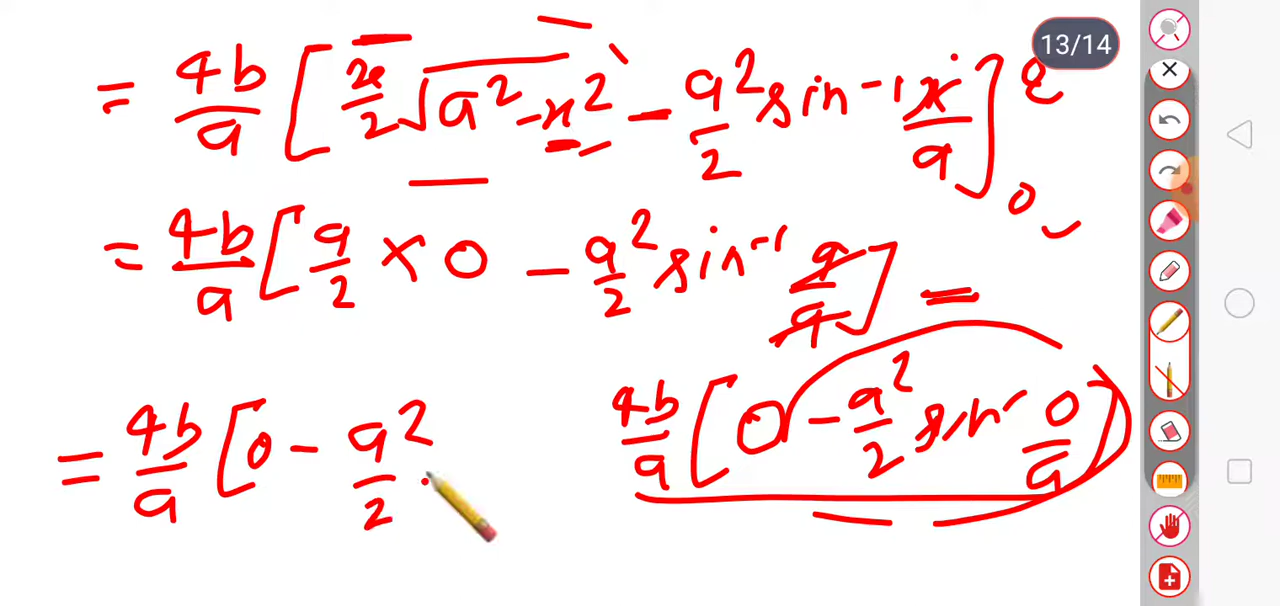 13/14
= 4b/a [x/2 √a² - x² - a²/2 sin⁻¹ x/a]ᵃ₀
= 4b/a [a/2 × 0 - a²/2 sin⁻¹ a/a] =
4b/a [0 - a²/2 sin⁻¹ 0/a]
= 4b/a [0 - a²/2 .